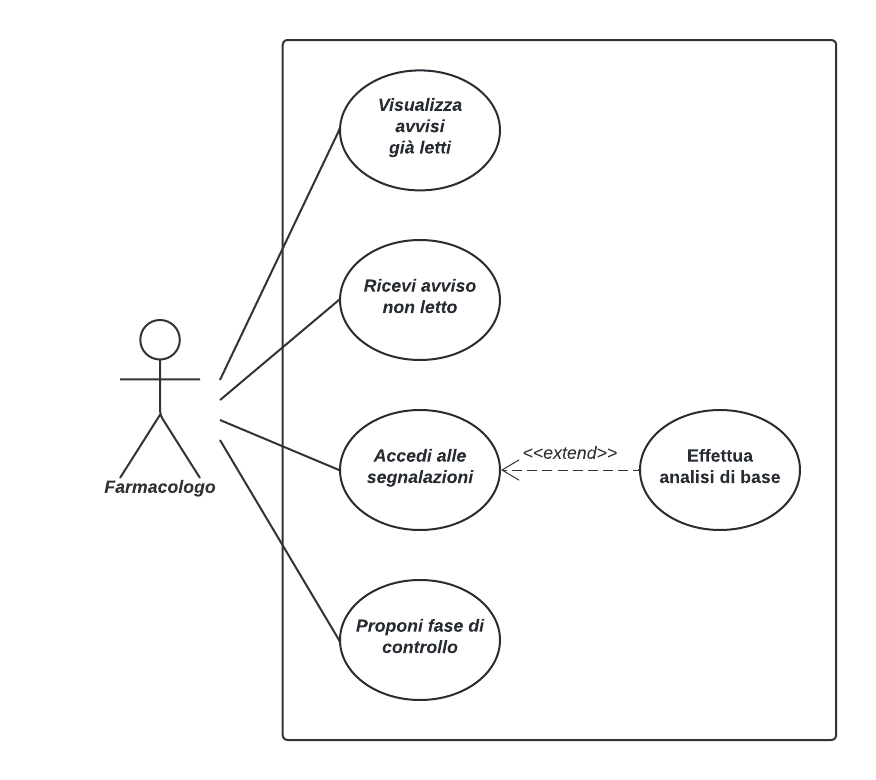 Visualizza
avvisi
già letti
Ricevi avviso
non letto
Accedi alle
segnalazioni
<<extend>>
Effettua
analisi di base
Farmacologo
Proponi fase di
controllo